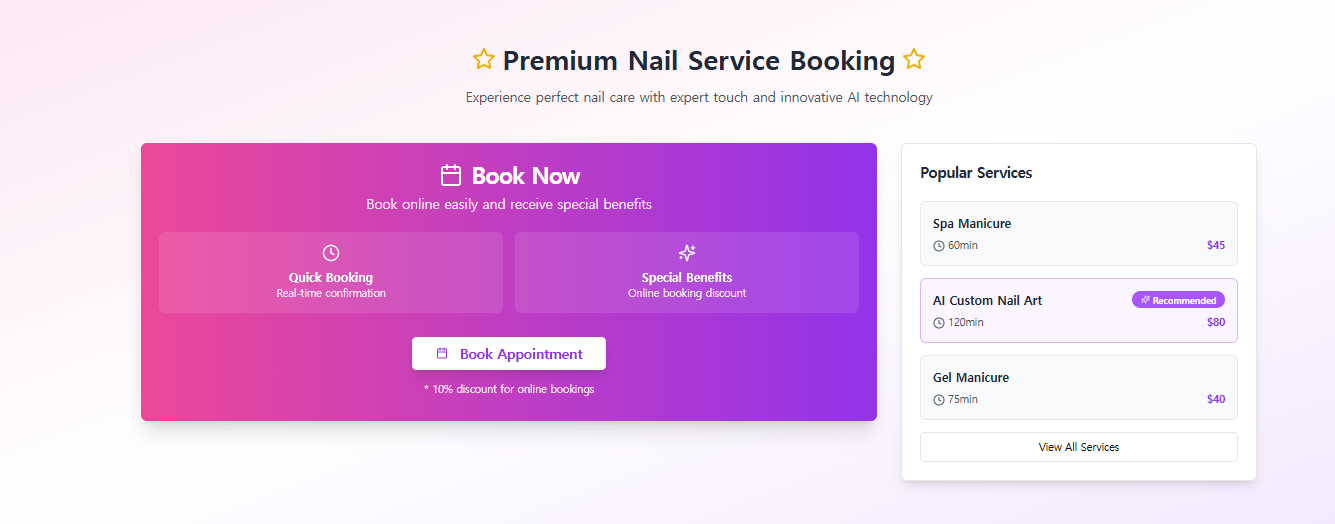 Premium Nail Service Booking
Experience perfect nail care with expert touch and innovative AI technology
Book Now
Book online easily and receive special benefits
Quick Booking
Real-time confirmation
Special Benefits
Online booking discount
Book Appointment
* 10% discount for online bookings
Popular Services
Spa Manicure
60min
$45
AI Custom Nail Art
Recommended
120min
$80
Gel Manicure
75min
$40
View All Services